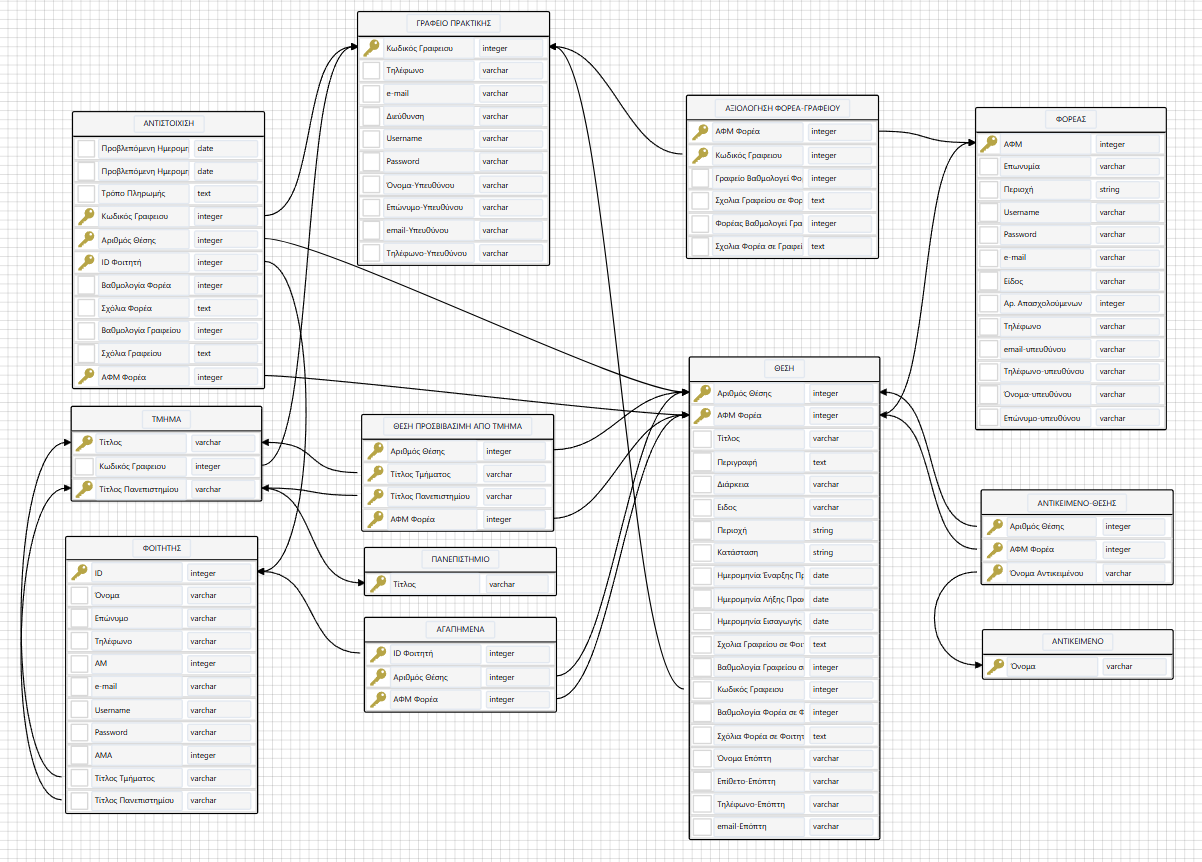 ΓΡΑΦΕΙΟ ΠΡΑΚΤΙΚΗΣ
Κωδικός Γραφειου integer
Τηλέφωνο varchar
e-mail varchar
Διεύθυνση varchar
Username varchar
Password varchar
Όνομα-Υπευθύνου varchar
Επώνυμο-Υπευθύνου varchar
email-Υπευθύνου varchar
Τηλέφωνο-Υπευθύνου varchar
ΑΞΙΟΛΟΓΗΣΗ ΦΟΡΕΑ-ΓΡΑΦΕΙΟΥ
ΑΦΜ Φορέα integer
Κωδικός Γραφειου integer
Γραφείο Βαθμολογεί Φο integer
Σχολια Γραφείου σε Φορ text
Φορέας Βαθμολογεί Γρα integer
Σχολια Φορέα σε Γραφεί text
ΦΟΡΕΑΣ
ΑΦΜ integer
Επωνυμία varchar
Περιοχή string
Username varchar
Password varchar
e-mail varchar
Είδος varchar
Αρ. Απασχολούμενων integer
Τηλέφωνο varchar
email-υπευθύνου varchar
Τηλέφωνο-υπευθύνου varchar
Όνομα-υπευθύνου varchar
Επώνυμο-υπευθύνου varchar
ΑΝΤΙΣΤΟΙΧΙΣΗ
Προβλεπόμενη Ημερομη date
Προβλεπόμενη Ημερομη date
Τρόπο Πληρωμής text
Κωδικός Γραφειου integer
Αριθμός Θέσης integer
ID Φοιτητή integer
Βαθμολογία Φορέα integer
Σχόλια Φορέα text
Βαθμολογία Γραφείου integer
Σχόλια Γραφείου text
ΑΦΜ Φορέα integer
ΤΜΗΜΑ
Τίτλος varchar
Κωδικός Γραφειου integer
Τίτλος Πανεπιστημίου varchar
ΘΕΣΗ ΠΡΟΣΒΙΒΑΣΙΜΗ ΑΠΟ ΤΜΗΜΑ
Αριθμός Θέσης integer
Τίτλος Τμήματος varchar
Τίτλος Πανεπιστημίου varchar
ΑΦΜ Φορέα integer
ΘΕΣΗ
Αριθμός Θέσης integer
ΑΦΜ Φορέα integer
Τίτλος varchar
Περιγραφή text
Διάρκεια varchar
Ειδος varchar
Περιοχή string
Κατάσταση string
Ημερομηνία Έναρξης Πρ date
Ημερομηνία Λήξης Πρα date
Ημερομηνία Εισαγωγής date
Σχολια Γραφείου σε Φοι text
Βαθμολογία Γραφείου σ integer
Κωδικός Γραφειου integer
Βαθμολογία Φορέα σε Φ integer
Σχόλια Φορέα σε Φοιτητ text
Όνομα Επόπτη varchar
Επίθετο-Επόπτη varchar
Τηλέφωνο-Επόπτη varchar
email-Επόπτη varchar
ΦΟΙΤΗΤΗΣ
ID integer
Όνομα varchar
Επώνυμο varchar
Τηλέφωνο varchar
ΑΜ integer
e-mail varchar
Username varchar
Password varchar
ΑΜΑ integer
Τίτλος Τμήματος varchar
Τίτλος Πανεπιστημίου varchar
ΠΑΝΕΠΙΣΤΗΜΙΟ
Τίτλος varchar
ΑΓΑΠΗΜΕΝΑ
ID Φοιτητή integer
Αριθμός Θέσης integer
ΑΦΜ Φορέα integer
ΑΝΤΙΚΕΙΜΕΝΟ-ΘΕΣΗΣ
Αριθμός Θέσης integer
ΑΦΜ Φορέα integer
Όνομα Αντικειμένου varchar
ΑΝΤΙΚΕΙΜΕΝΟ
Όνομα varchar